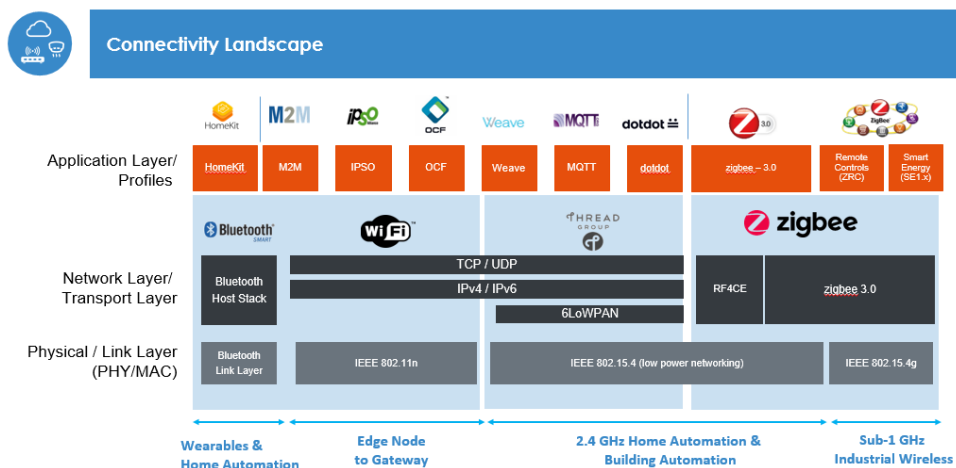 Connectivity Landscape
HomeKit
M2M
ipso
OCF
Weave
MQTT
dotdot
3.0
ZigBee
Application Layer/
Profiles
HomeKit
M2M
IPSO
OCF
Weave
MQTT
dotdot
zigbee – 3.0
Remote
Controls
(ZRC)
Smart
Energy
(SE1.x)
Bluetooth
SMART
WiFi
THREAD
GROUP
zigbee
Network Layer/
Transport Layer
Bluetooth
Host Stack
TCP / UDP
IPv4 / IPv6
6LoWPAN
RF4CE
zigbee 3.0
Physical / Link Layer
(PHY/MAC)
Bluetooth
Link Layer
IEEE 802.11n
IEEE 802.15.4 (low power networking)
IEEE 802.15.4g
Wearables &
Home Automation
Edge Node
to Gateway
2.4 GHz Home Automation &
Building Automation
Sub-1 GHz
Industrial Wireless